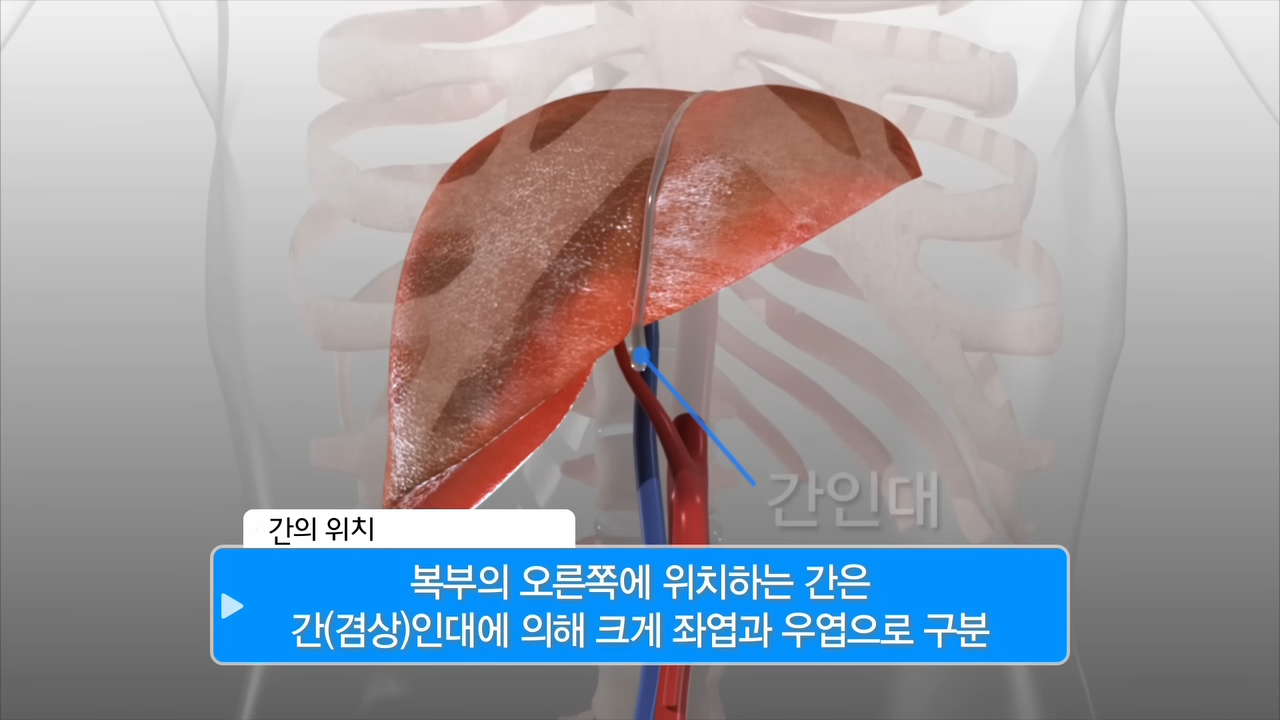 간인대
간의 위치
복부의 오른쪽에 위치하는 간은
간(겸상)인대에 의해 크게 좌엽과 우엽으로 구분